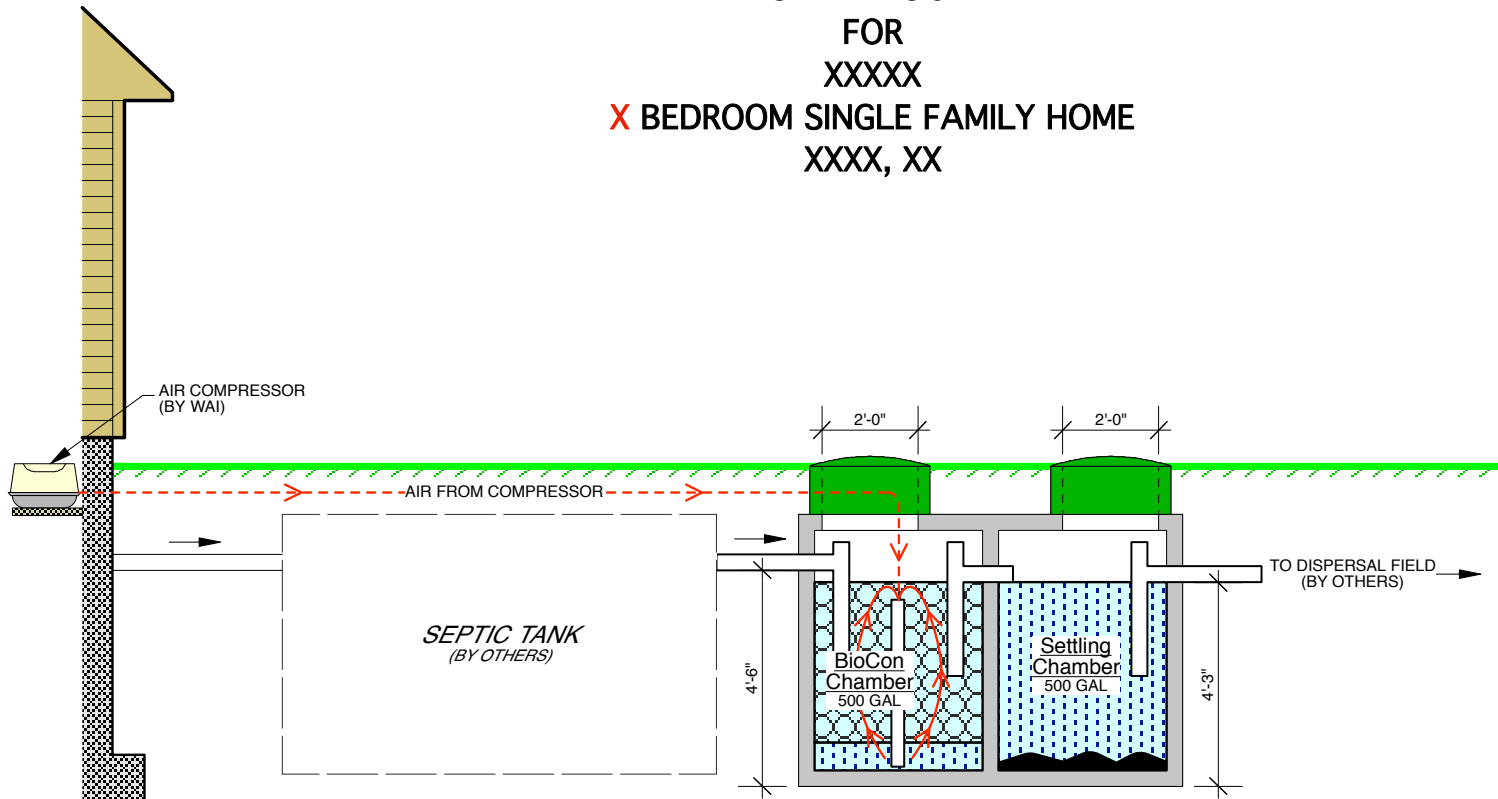 FOR
XXXXX
X BEDROOM SINGLE FAMILY HOME
XXXX, XX
AIR COMPRESSOR
(BY WAI)
2'-0"
2'-0"
AIR FROM COMPRESSOR
TO DISPERSAL FIELD
(BY OTHERS)
SEPTIC TANK
(BY OTHERS)
BioCon
Chamber
500 GAL
Settling
Chamber
500 GAL
4'-6"
4'-3"